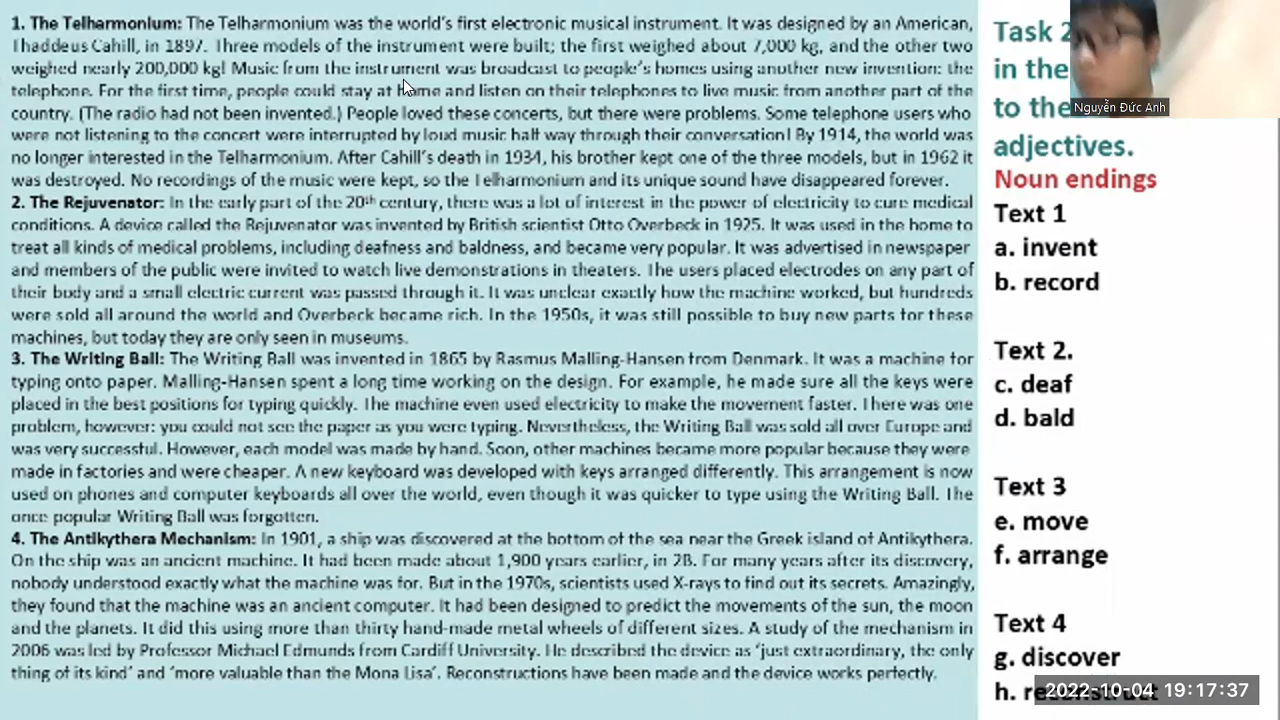 1. The Telharmonium: The Telharmonium was the world's first electronic musical instrument. It was designed by an American,
Thaddeus Cahill, in 1897. Three models of the instrument were built; the first weighed about 7,000 kg, and the other two
weighed nearly 200,000 kg! Music from the instrument was broadcast to people's homes using another new invention: the
telephone. For the first time, people could stay at home and listen on their telephones to live music from another part of the
country. (The radio had not been invented.) People loved these concerts, but there were problems. Some telephone users who
were not listening to the concert were interrupted by loud music half way through their conversation! By 1914, the world was
no longer interested in the Telharmonium. After Cahill's death in 1934, his brother kept one of the three models, but in 1962 it
was destroyed. No recordings of the music were kept, so the Telharmonium and its unique sound have disappeared forever.
2. The Rejuvenator: In the early part of the 20th century, there was a lot of interest in the power of electricity to cure medical
conditions. A device called the Rejuvenator was invented by British scientist Otto Overbeck in 1925. It was used in the home to
treat all kinds of medical problems, including deafness and baldness, and became very popular. It was advertised in newspaper
and members of the public were invited to watch live demonstrations in theaters. The users placed electrodes on any part of
their body and a small electric current was passed through it. It was unclear exactly how the machine worked, but hundreds
were sold all around the world and Overbeck became rich. In the 1950s, it was still possible to buy new parts for these
machines, but today they are only seen in museums.
3. The Writing Ball: The Writing Ball was invented in 1865 by Rasmus Malling-Hansen from Denmark. It was a machine for
typing onto paper. Malling-Hansen spent a long time working on the design. For example, he made sure all the keys were
placed in the best positions for typing quickly. The machine even used electricity to make the movement faster. There was one
problem, however: you could not see the paper as you were typing. Nevertheless, the Writing Ball was sold all over Europe and
was very successful. However, each model was made by hand. Soon, other machines became more popular because they were
made in factories and were cheaper. A new keyboard was developed with keys arranged differently. This arrangement is now
used on phones and computer keyboards all over the world, even though it was quicker to type using the Writing Ball. The
once popular Writing Ball was forgotten.
4. The Antikythera Mechanism: In 1901, a ship was discovered at the bottom of the sea near the Greek island of Antikythera.
On the ship was an ancient machine. It had been made about 1,900 years earlier, in 2B. For many years after its discovery,
nobody understood exactly what the machine was for. But in the 1970s, scientists used X-rays to find out its secrets. Amazingly,
they found that the machine was an ancient computer. It had been designed to predict the movements of the sun, the moon
and the planets. It did this using more than thirty hand-made metal wheels of different sizes. A study of the mechanism in
2006 was led by Professor Michael Edmunds from Cardiff University. He described the device as 'just extraordinary, the only
thing of its kind' and 'more valuable than the Mona Lisa'. Reconstructions have been made and the device works perfectly.
Task 2
in the
to the
adjectives.
Noun endings
Text 1
a. invent
b. record
Text 2.
c. deaf
d. bald
Text 3
e. move
f. arrange
Text 4
g. discover
h. reconstruct
Nguyễn Đức Anh
2022-10-04 19:17:37